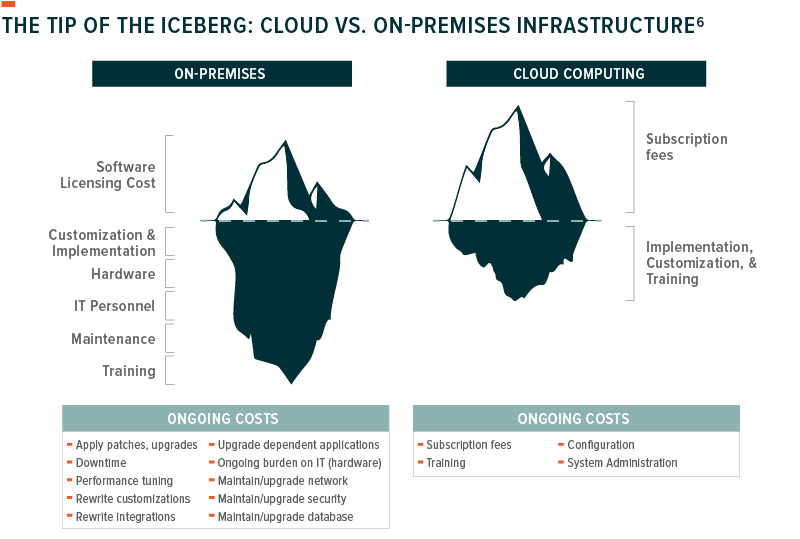 THE TIP OF THE ICEBERG: CLOUD VS. ON-PREMISES INFRASTRUCTURE⁶
ON-PREMISES
Software
Licensing Cost
Customization &
Implementation
Hardware
IT Personnel
Maintenance
Training
CLOUD COMPUTING
Subscription
fees
Implementation,
Customization, &
Training
ONGOING COSTS
Apply patches, upgrades
Downtime
Performance tuning
Rewrite customizations
Rewrite integrations
Upgrade dependent applications
Ongoing burden on IT (hardware)
Maintain/upgrade network
Maintain/upgrade security
Maintain/upgrade database
ONGOING COSTS
Subscription fees
Training
Configuration
System Administration